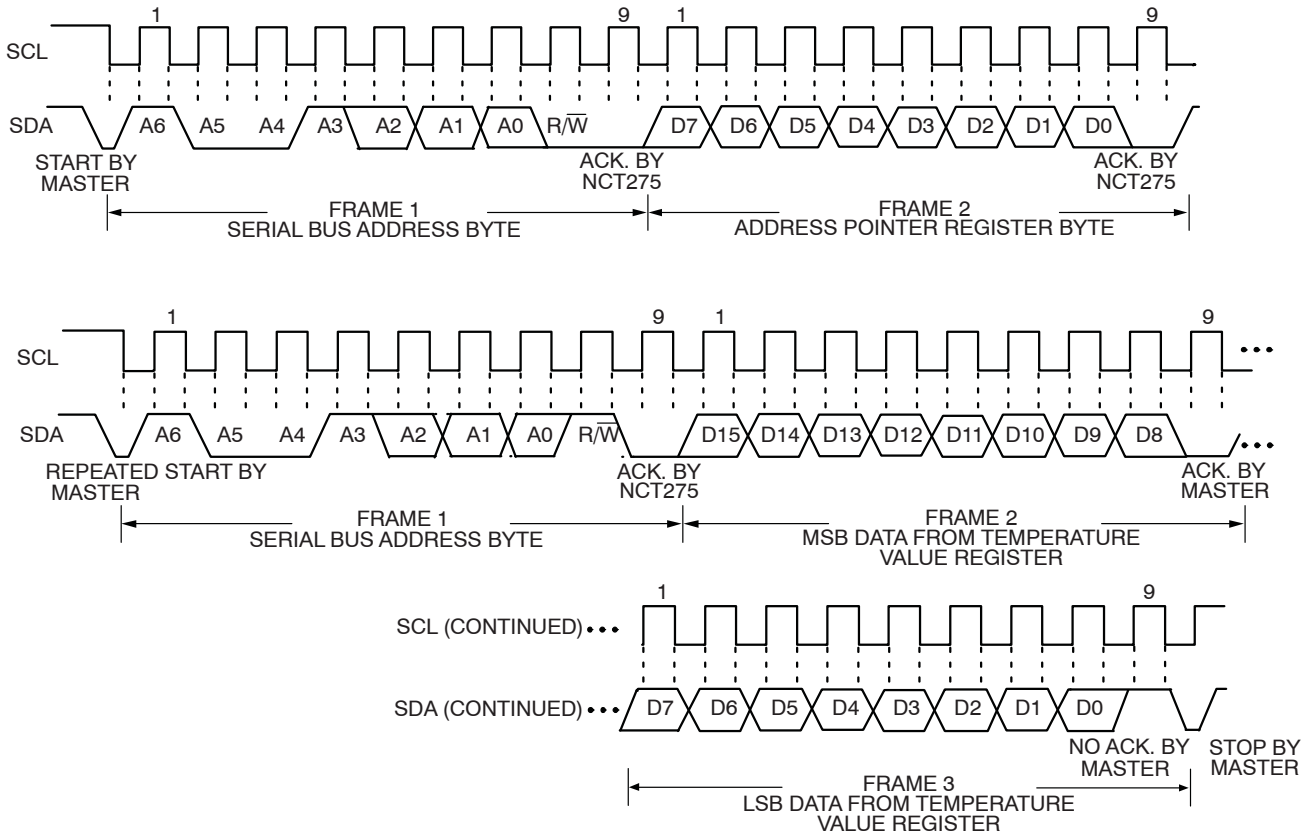 1 9 1 9
SCL
SDA A6 A5 A4 A3 A2 A1 A0 R/W̅ D7 D6 D5 D4 D3 D2 D1 D0
START BY
MASTER
ACK. BY
NCT275
ACK. BY
NCT275
FRAME 1
SERIAL BUS ADDRESS BYTE
FRAME 2
ADDRESS POINTER REGISTER BYTE
1 9 1 9
SCL
SDA A6 A5 A4 A3 A2 A1 A0 R/W̅ D15 D14 D13 D12 D11 D10 D9 D8
REPEATED START BY
MASTER
ACK. BY
NCT275
ACK. BY
MASTER
FRAME 1
SERIAL BUS ADDRESS BYTE
FRAME 2
MSB DATA FROM TEMPERATURE
VALUE REGISTER
1 9
SCL (CONTINUED)
SDA (CONTINUED) D7 D6 D5 D4 D3 D2 D1 D0
NO ACK. BY
MASTER
STOP BY
MASTER
FRAME 3
LSB DATA FROM TEMPERATURE
VALUE REGISTER